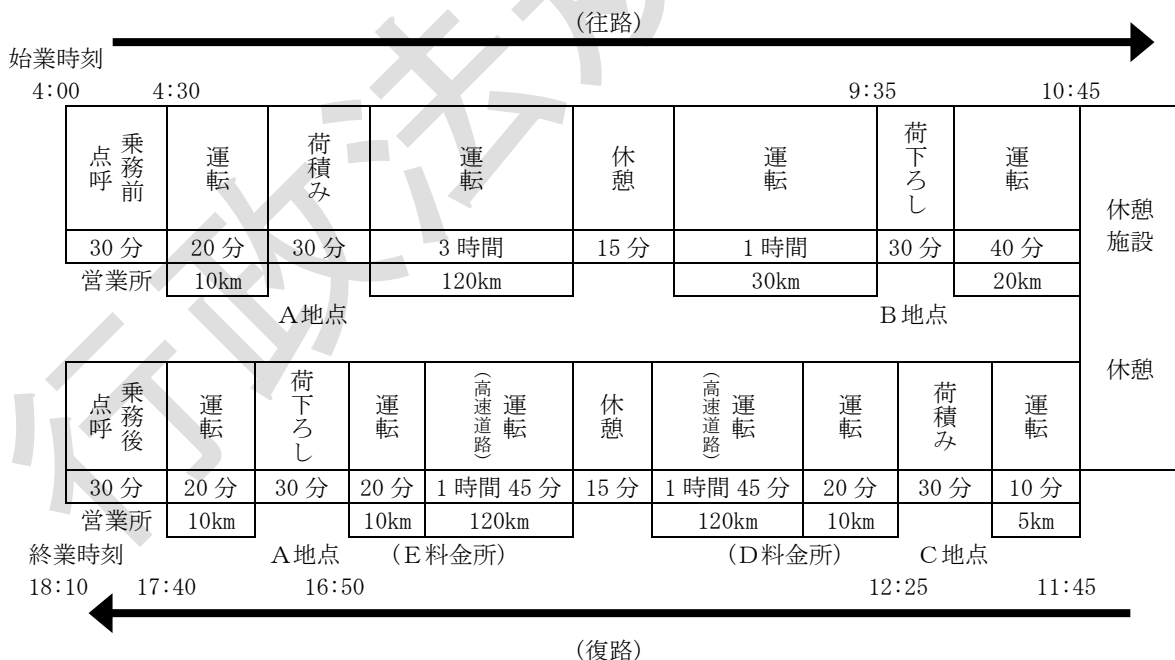 (往路)
始業時刻
4:00 4:30 9:35 10:45
乗務前点呼 運転 荷積み 運転 休憩 運転 荷下ろし 運転 休憩施設
30分 20分 30分 3時間 15分 1時間 30分 40分
営業所 10km 120km 30km 20km
A地点 B地点
乗務後点呼 運転 荷下ろし 運転 運転(高速道路) 休憩 運転(高速道路) 運転 荷積み 運転 休憩
30分 20分 30分 20分 1時間45分 15分 1時間45分 20分 30分 10分
営業所 10km 10km 120km 120km 10km 5km
終業時刻 A地点 (E料金所) (D料金所) C地点
18:10 17:40 16:50 12:25 11:45
(復路)